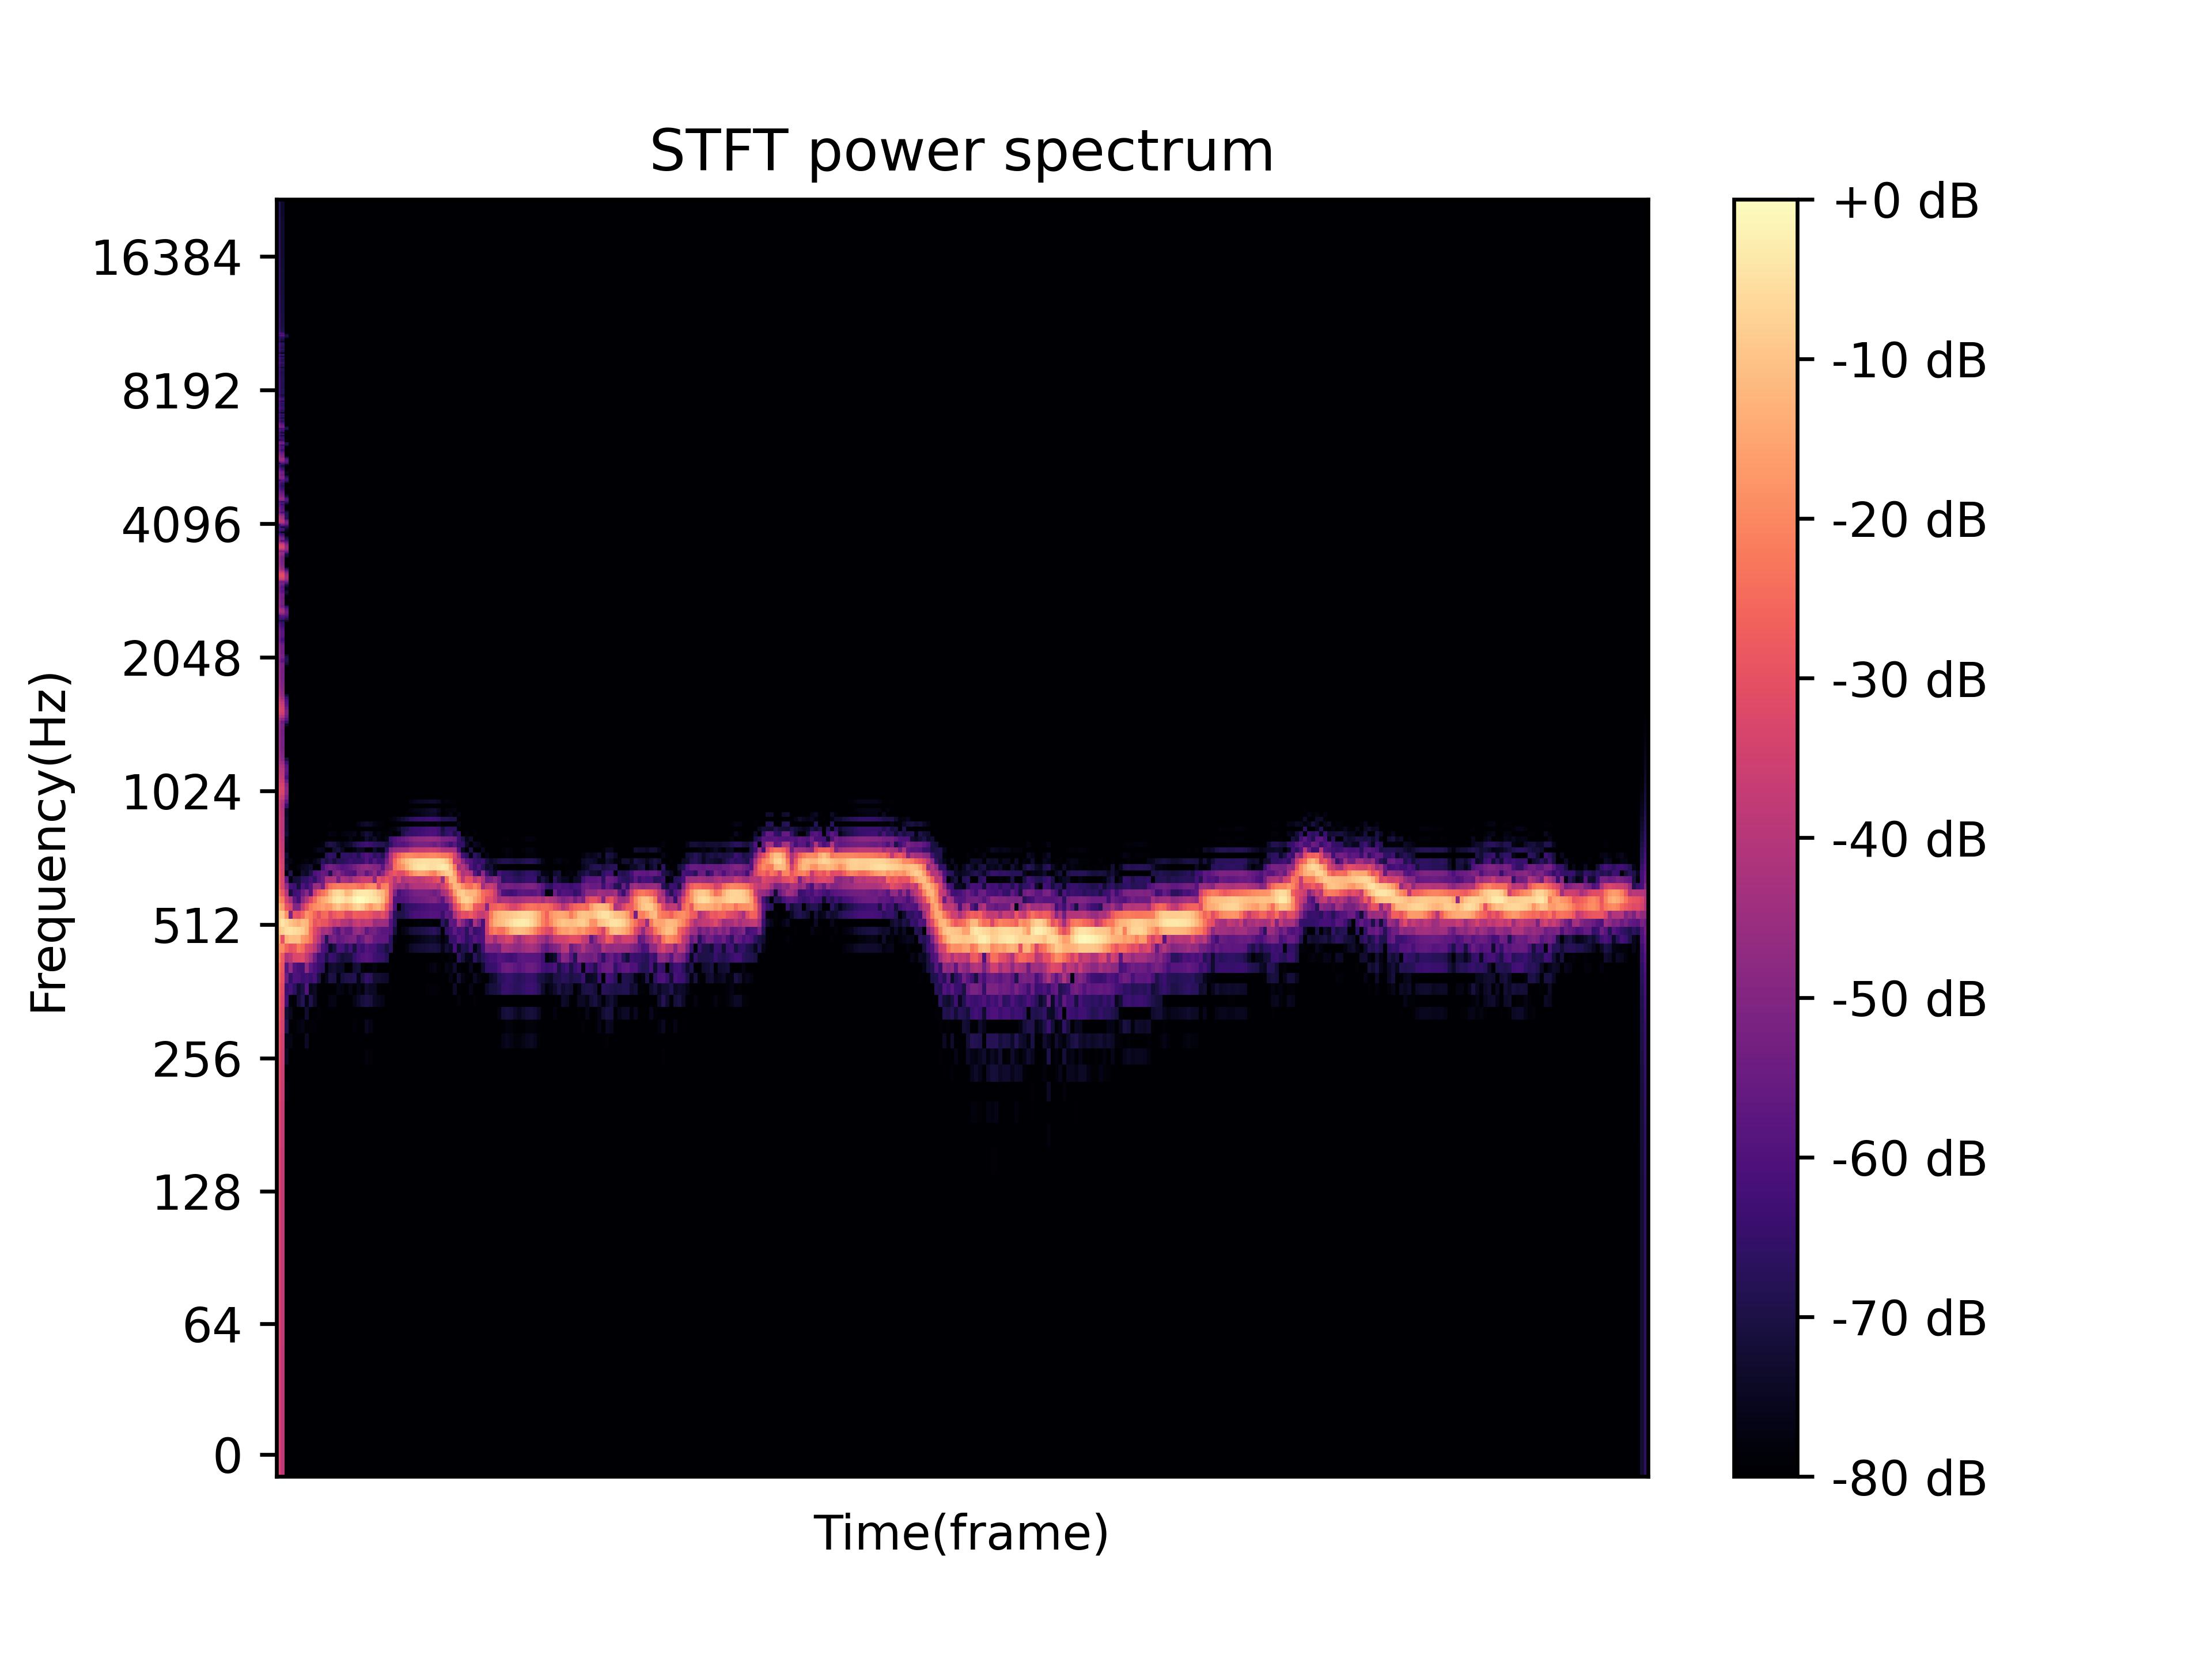 STFT power spectrum
+0 dB
16384
-10 dB
8192
-20 dB
4096
-30 dB
2048
-40 dB
1024
-50 dB
512
-60 dB
256
-70 dB
128
-80 dB
64
0
Frequency(Hz)
Time(frame)